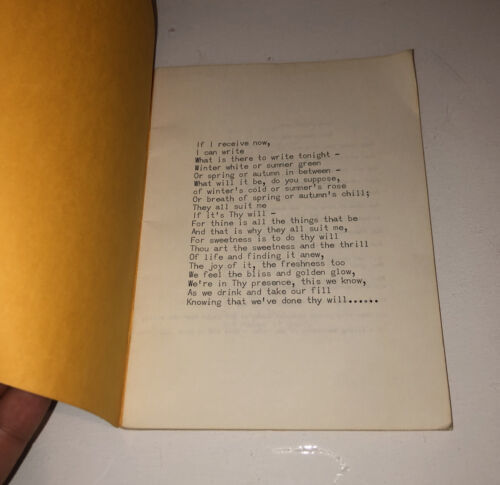 If I receive now,
I can write
What is there to write tonight -
Winter white or summer green
Or spring or autumn in between -
What will it be, do you suppose,
of winter's cold or summer's rose
Or breath of spring or autumn's chill;
They all suit me
If It's Thy will -
For thine is all the things that be
And that is why they all suit me,
For sweetness is to do thy will
Thou art the sweetness and the thrill
Of life and finding it anew,
The joy of it, the freshness too
We feel the bliss and golden glow,
We're in Thy presence, this we know,
As we drink and take our fill
Knowing that we've done thy will......